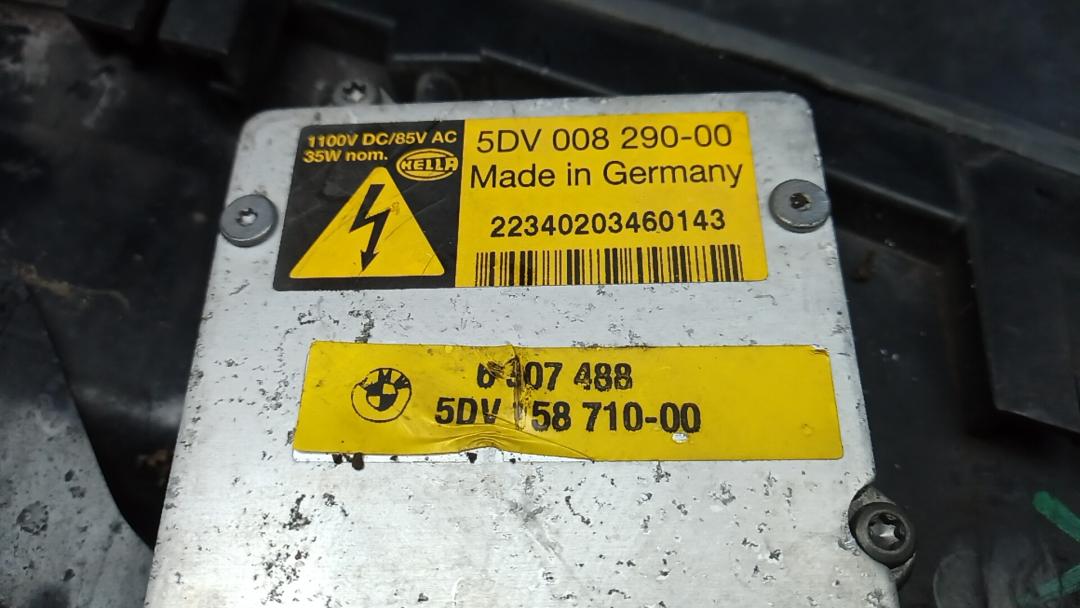 1100V DC/85V AC
35W nom.
HELLA
5DV 008 290-00
Made in Germany
22340203460143
488
5DV 710-00